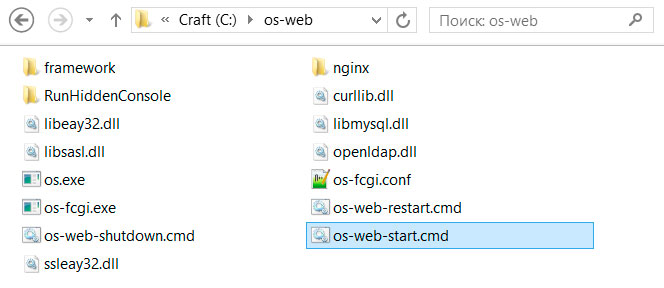 Craft (C:) os-web Поиск: os-web
framework nginx
RunHiddenConsole curllib.dll
libeay32.dll libmysql.dll
libsasl.dll openldap.dll
os.exe os-fcgi.conf
os-fcgi.exe os-web-restart.cmd
os-web-shutdown.cmd os-web-start.cmd
ssleay32.dll